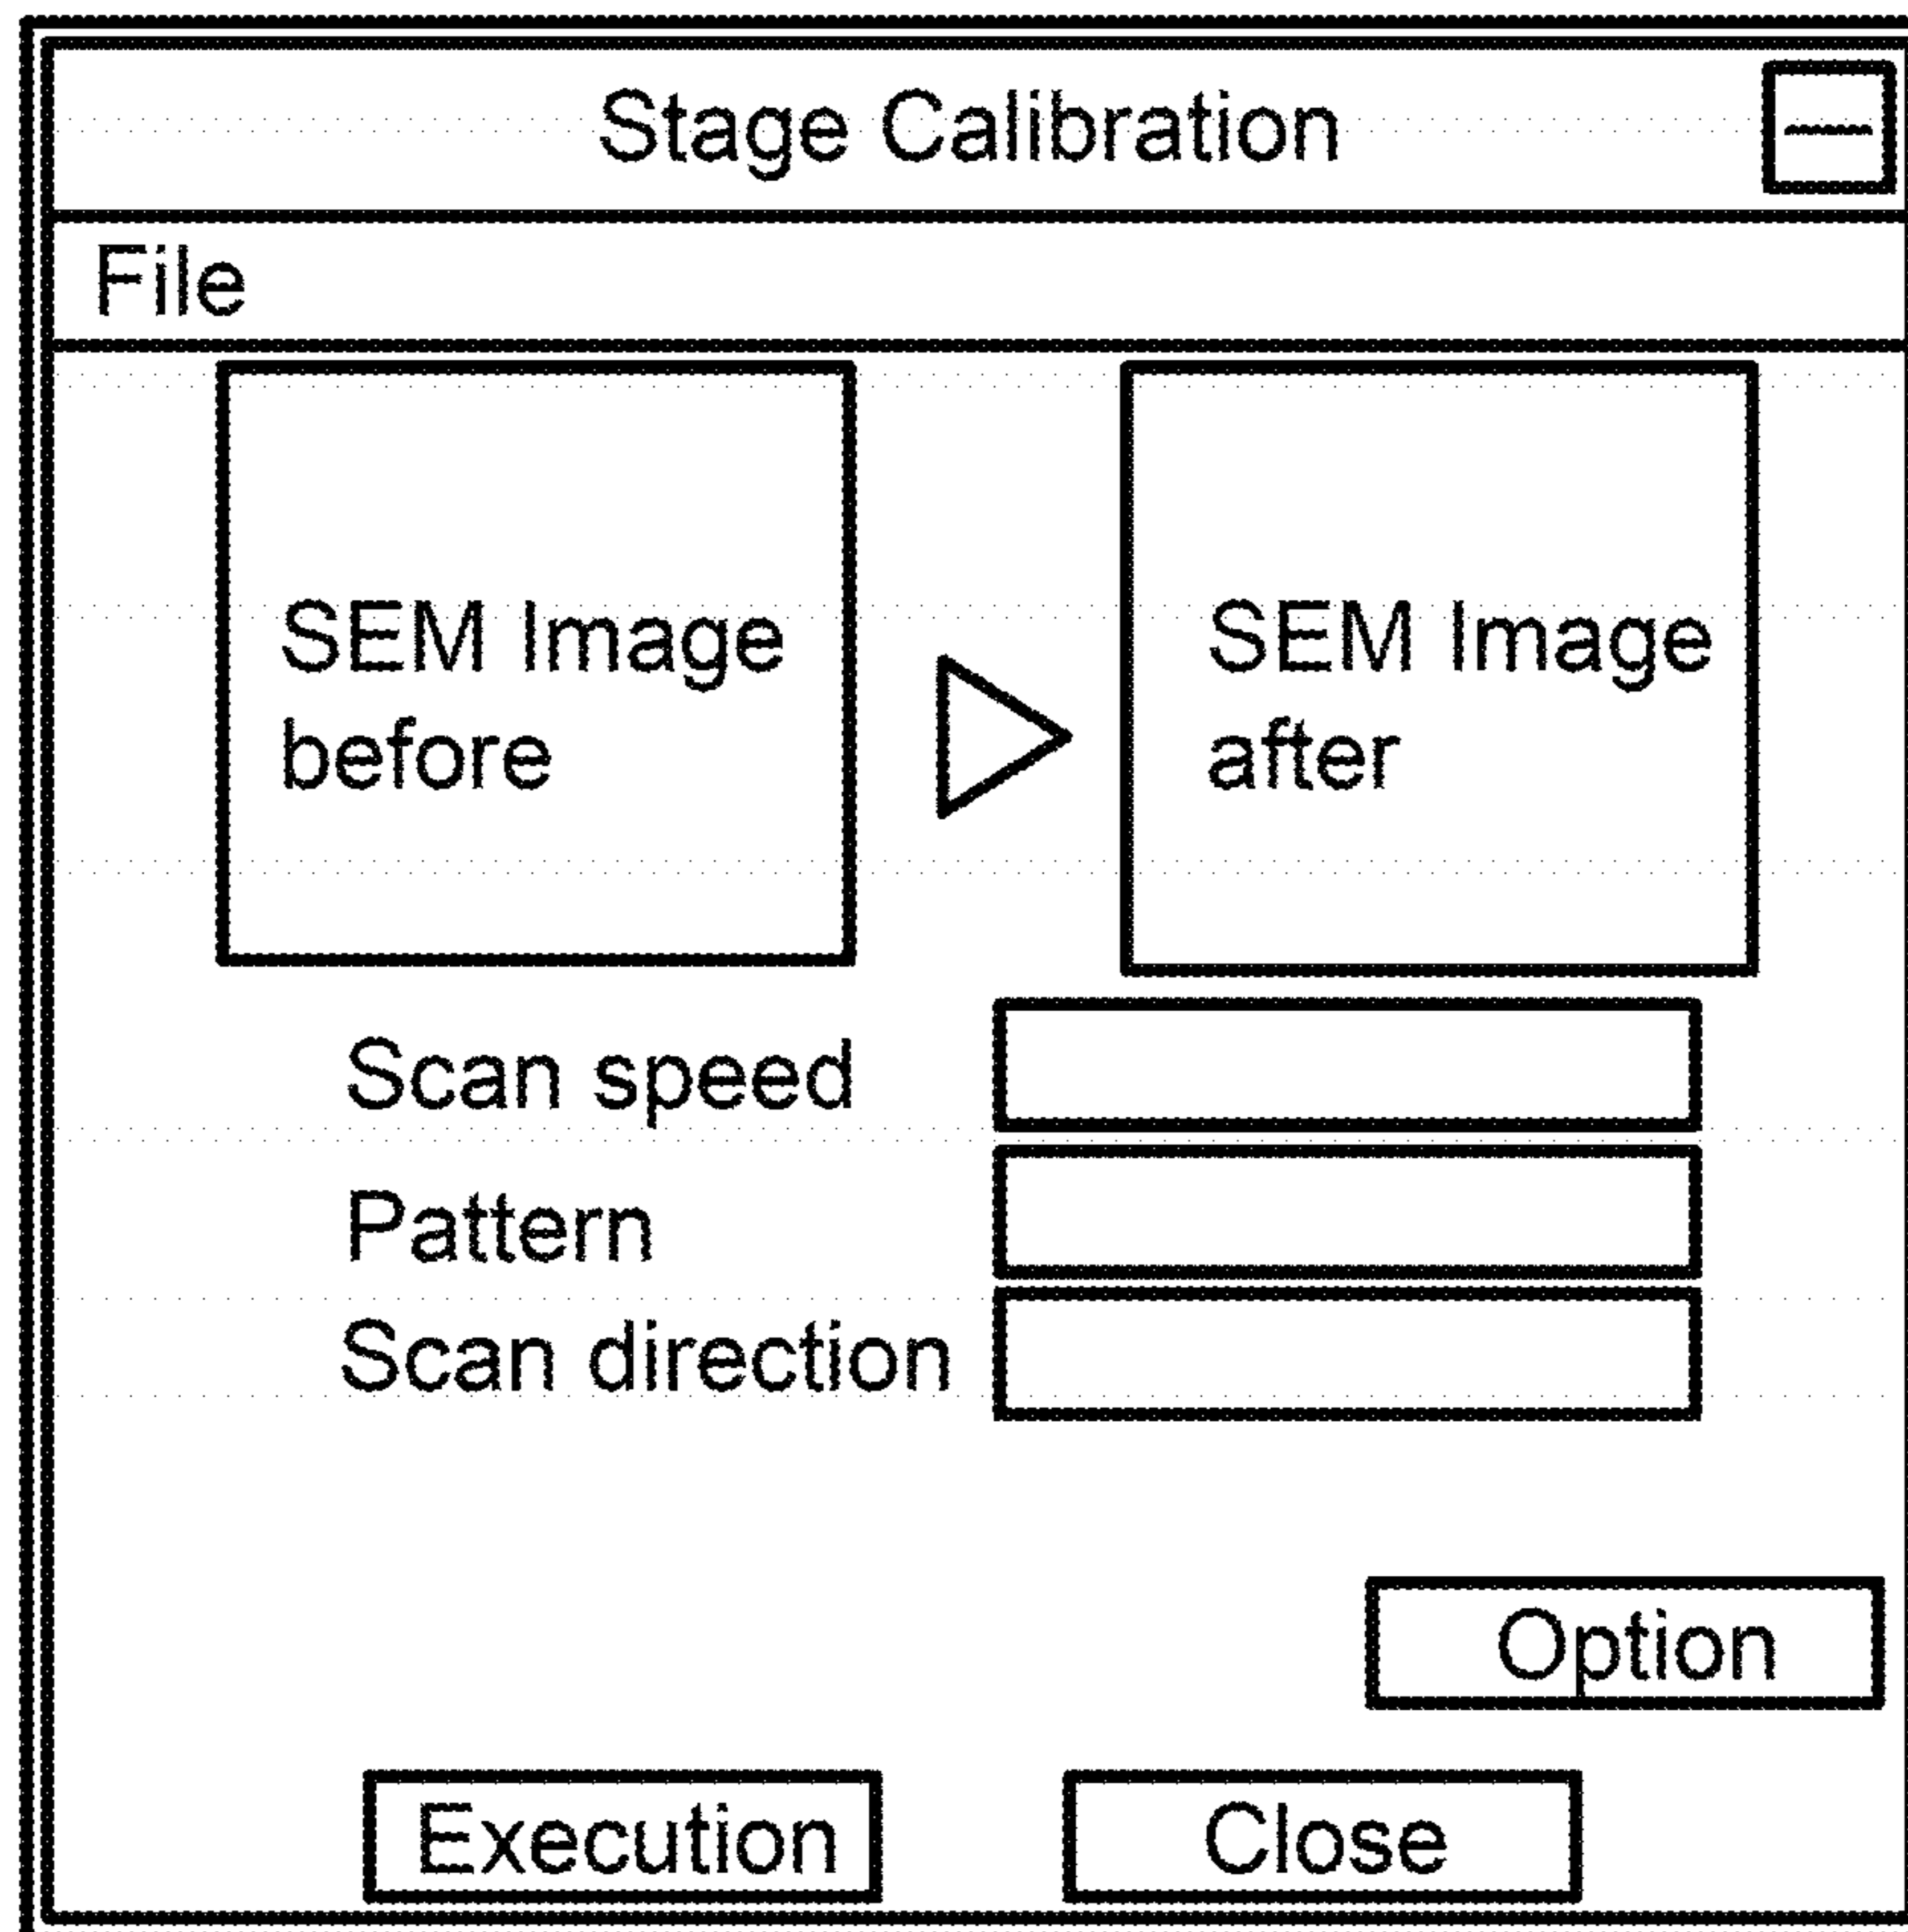 Stage Calibration
File
SEM Image
before
SEM Image
after
Scan speed
Pattern
Scan direction
Option
Execution
Close